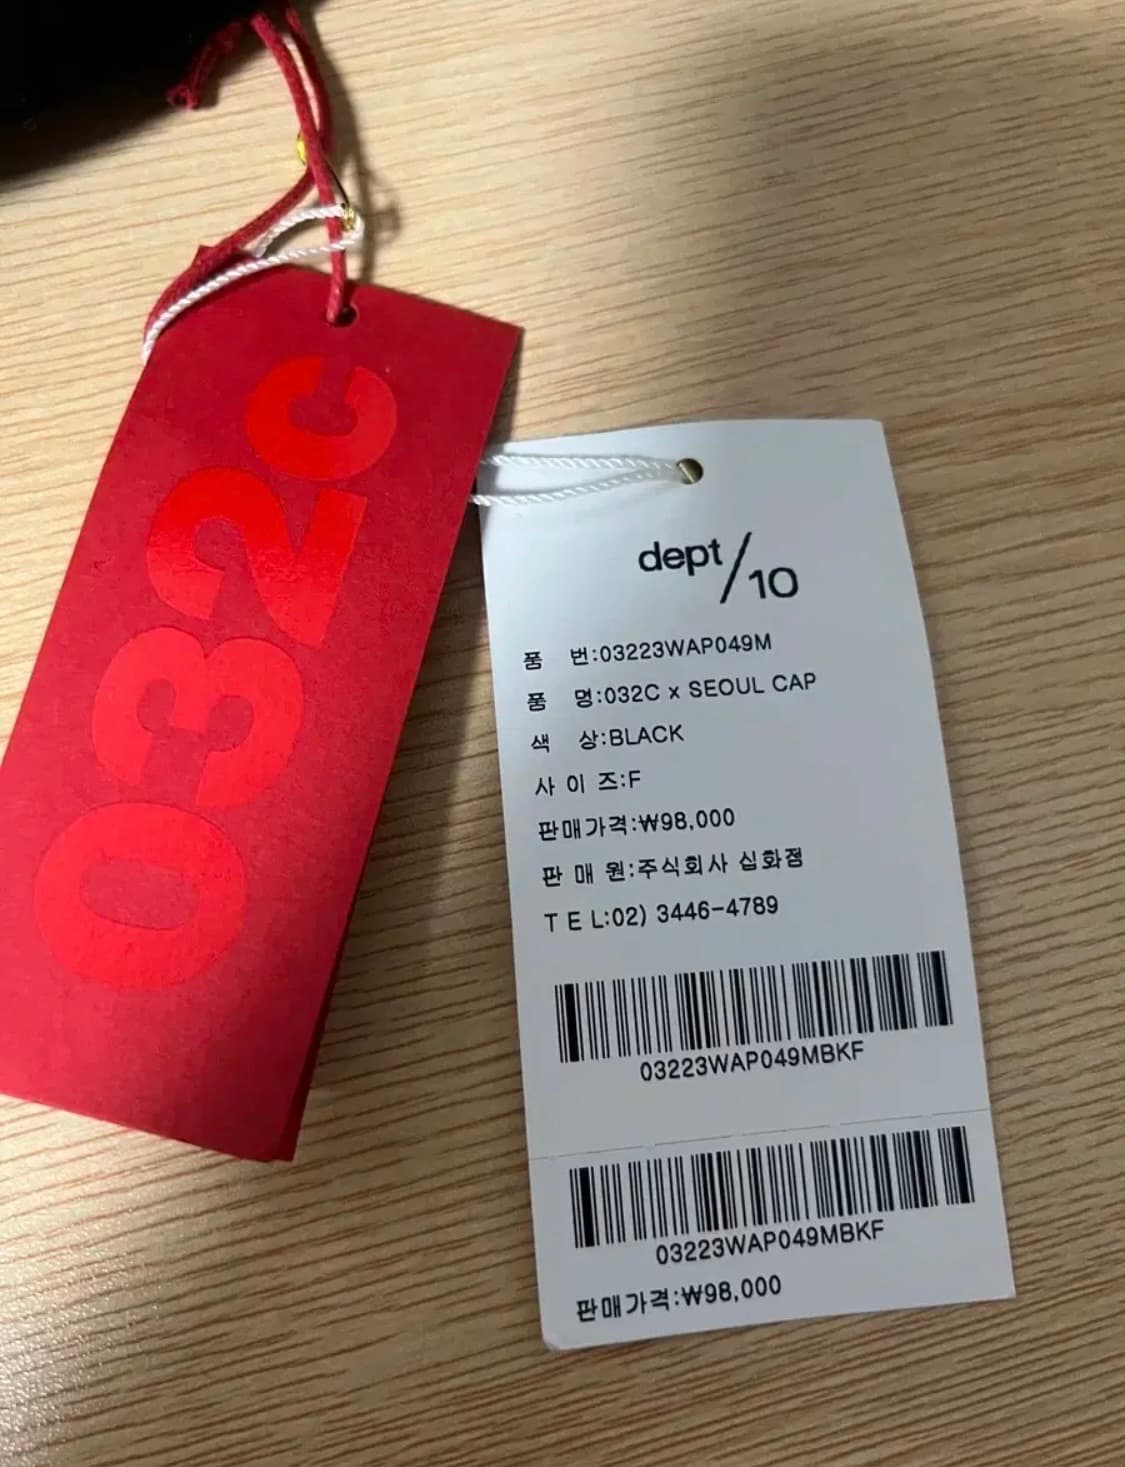 032c
dept/10
품 번:03223WAP049M
품 명:032C x SEOUL CAP
색 상:BLACK
사 이 즈:F
판매가격:₩98,000
판 매 원:주식회사 십화점
T E L:02) 3446-4789
03223WAP049MBKF
03223WAP049MBKF
판매가격:₩98,000